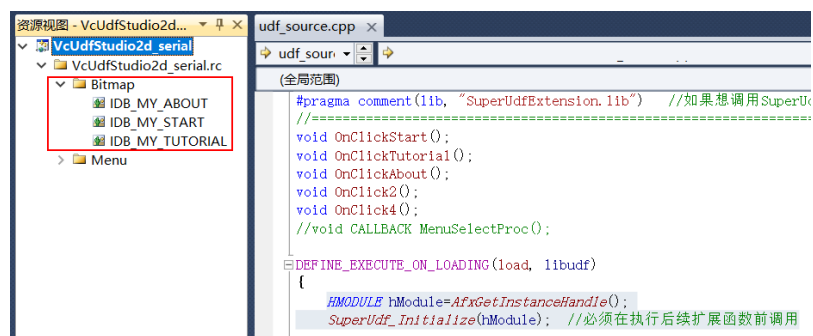 资源视图 - VcUdfStudio2d...
VcUdfStudio2d_serial
VcUdfStudio2d_serial.rc
Bitmap
IDB_MY_ABOUT
IDB_MY_START
IDB_MY_TUTORIAL
Menu
udf_source.cpp
udf_sour
(全局范围)
#pragma comment(lib, "SuperUdfExtension.lib") //如果想调用SuperUd
//==================================================
void OnClickStart();
void OnClickTutorial();
void OnClickAbout();
void OnClick2();
void OnClick4();
//void CALLBACK MenuSelectProc();
DEFINE_EXECUTE_ON_LOADING(load, libudf)
{
HMODULE hModule=AfxGetInstanceHandle();
SuperUdf_Initialize(hModule); //必须在执行后续扩展函数前调用